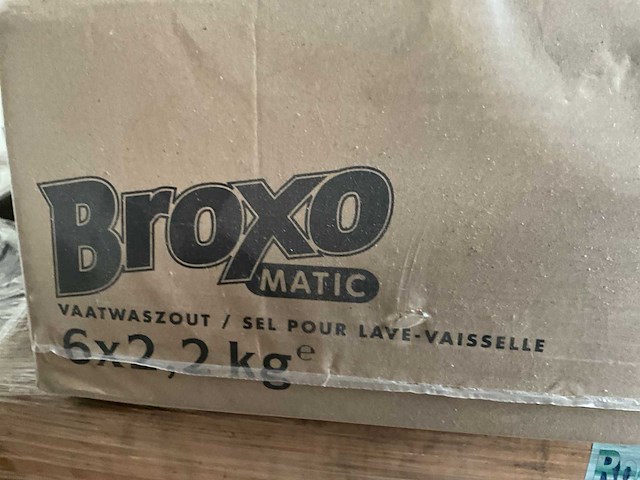 Broxo
MATIC
VAATWASZOUT / SEL POUR LAVE-VAISSELLE
6x2,2 kg e